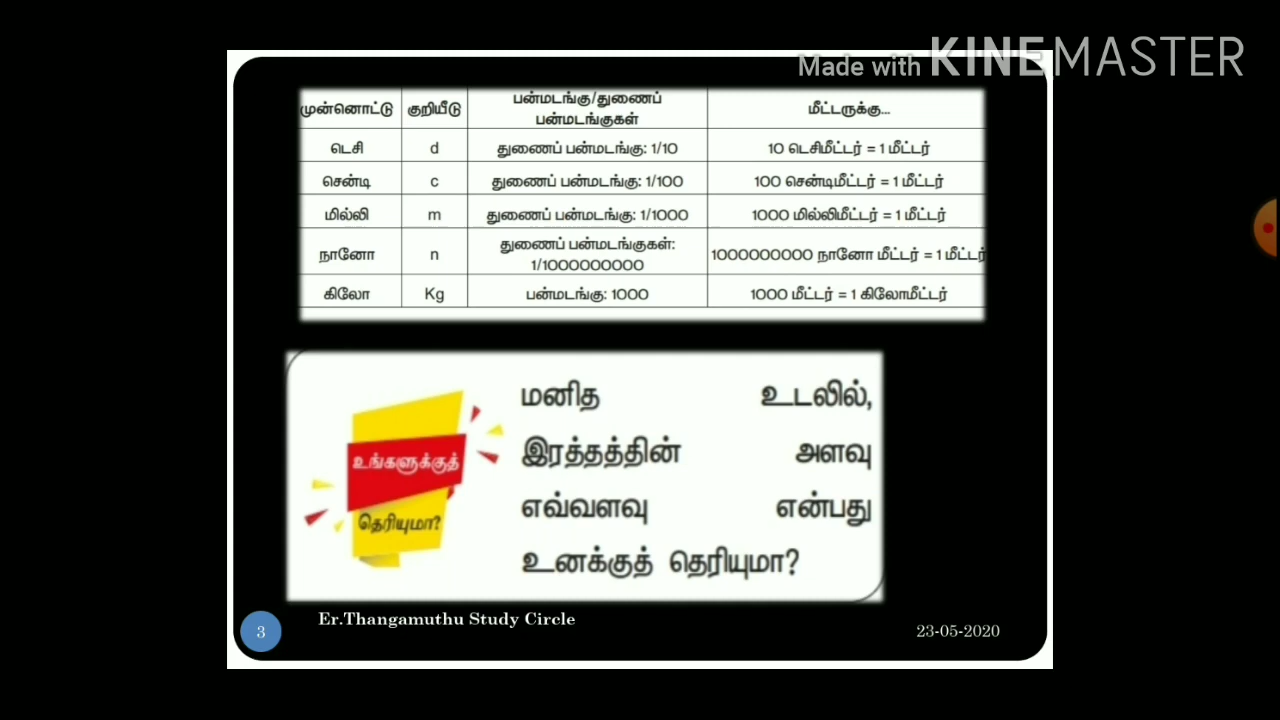 Made with KINEMASTER
முன்னொட்டு குறியீடு பன்மடங்கு/துணைப் பன்மடங்குகள் மீட்டருக்கு...
டெசி d துணைப் பன்மடங்கு: 1/10 10 டெசிமீட்டர் = 1 மீட்டர்
சென்டி c துணைப் பன்மடங்கு: 1/100 100 சென்டிமீட்டர் = 1 மீட்டர்
மில்லி m துணைப் பன்மடங்கு: 1/1000 1000 மில்லிமீட்டர் = 1 மீட்டர்
நானோ n துணைப் பன்மடங்குகள்: 1/1000000000 1000000000 நானோ மீட்டர் = 1 மீட்டர்
கிலோ Kg பன்மடங்கு: 1000 1000 மீட்டர் = 1 கிலோமீட்டர்
உங்களுக்குத்
தெரியுமா?
மனித உடலில்,
இரத்தத்தின் அளவு
எவ்வளவு என்பது
உனக்குத் தெரியுமா?
Er.Thangamuthu Study Circle
3
23-05-2020